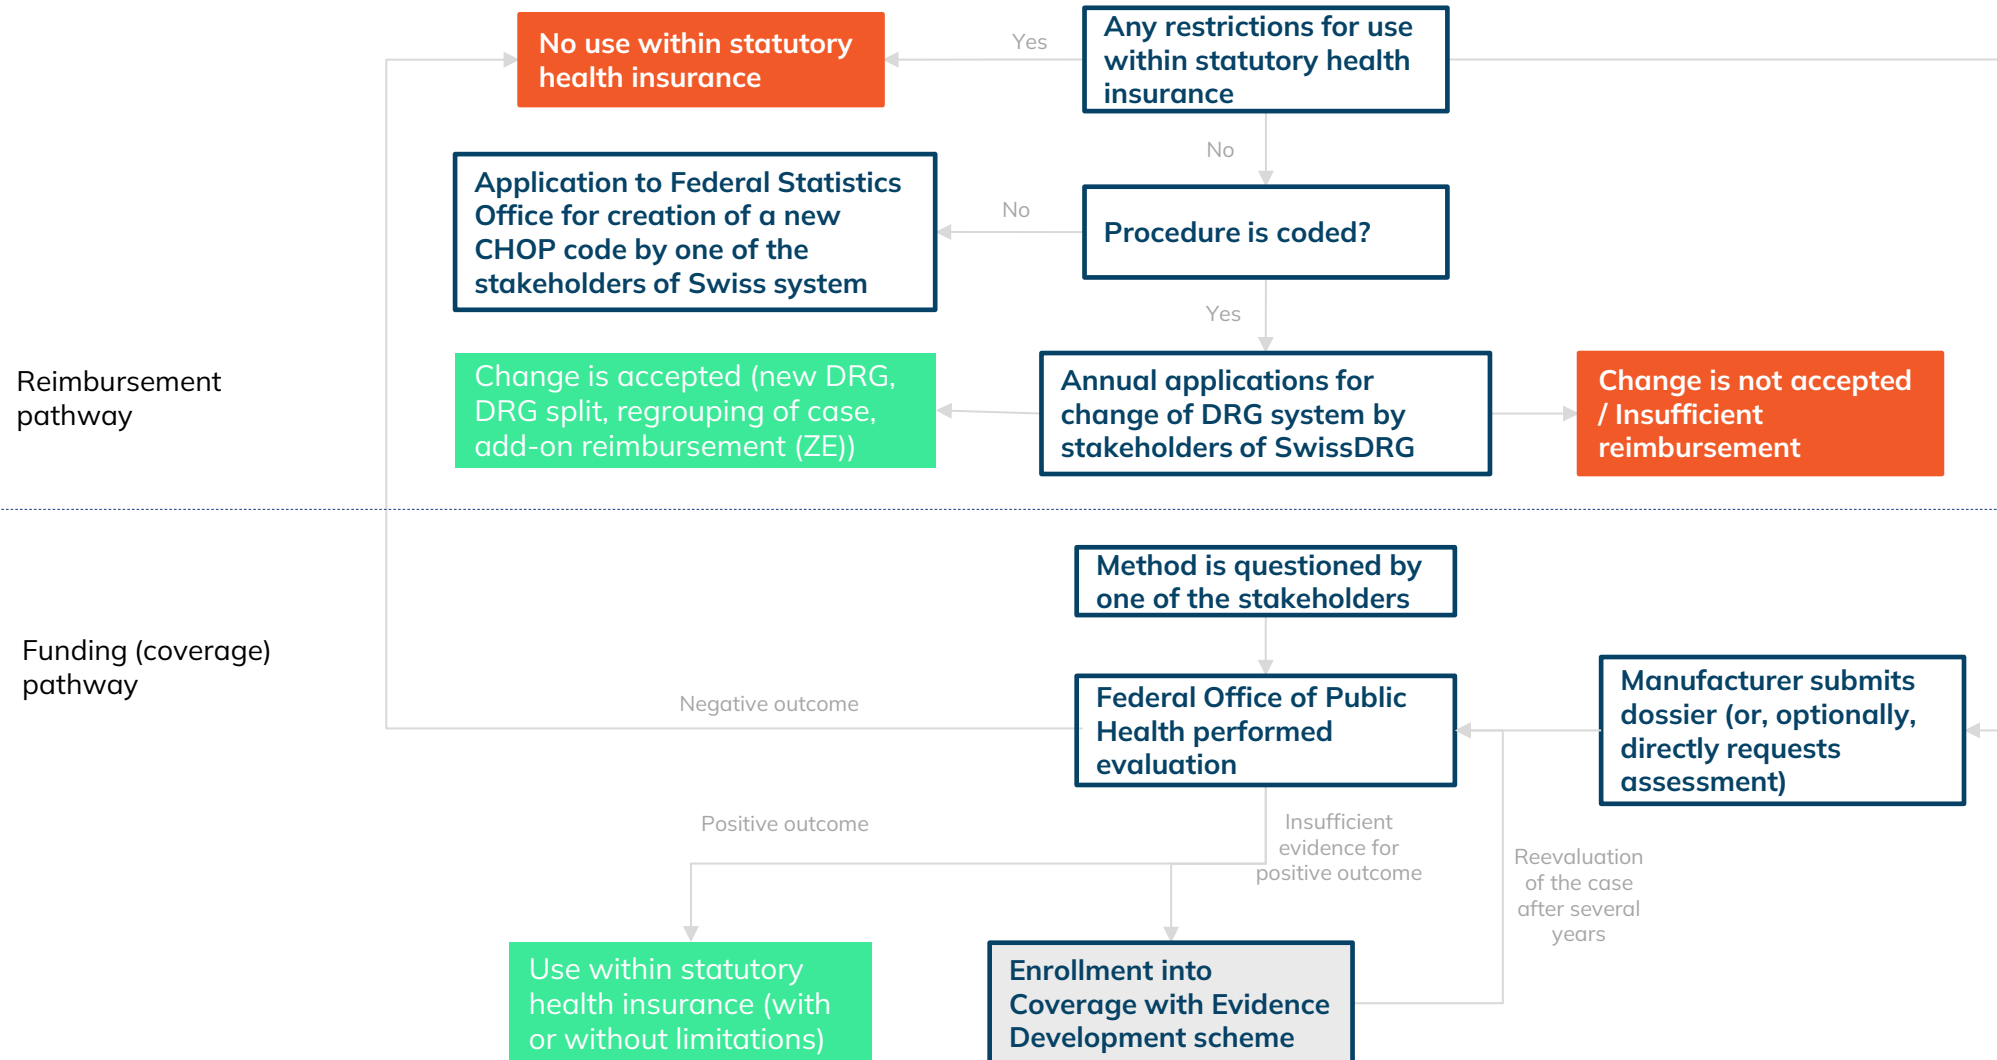 No use within statutory
health insurance
Yes
Any restrictions for use
within statutory health
insurance
No
Application to Federal Statistics
Office for creation of a new
CHOP code by one of the
stakeholders of Swiss system
No
Procedure is coded?
Yes
Reimbursement
pathway
Change is accepted (new DRG,
DRG split, regrouping of case,
add-on reimbursement (ZE))
Annual applications for
change of DRG system by
stakeholders of SwissDRG
Change is not accepted
/ Insufficient
reimbursement
Method is questioned by
one of the stakeholders
Funding (coverage)
pathway
Negative outcome
Federal Office of Public
Health performed
evaluation
Manufacturer submits
dossier (or, optionally,
directly requests
assessment)
Positive outcome
Insufficient
evidence for
positive outcome
Reevaluation
of the case
after several
years
Use within statutory
health insurance (with
or without limitations)
Enrollment into
Coverage with Evidence
Development scheme